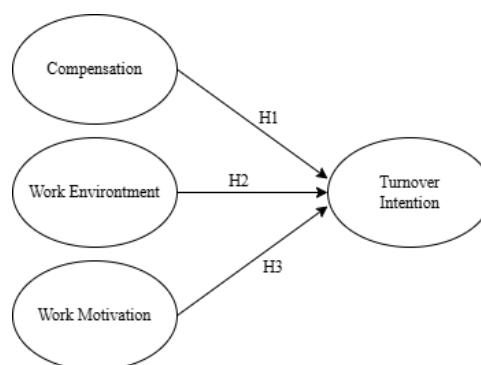 Compensation
H1
Work Environtment
H2
Turnover
Intention
H3
Work Motivation